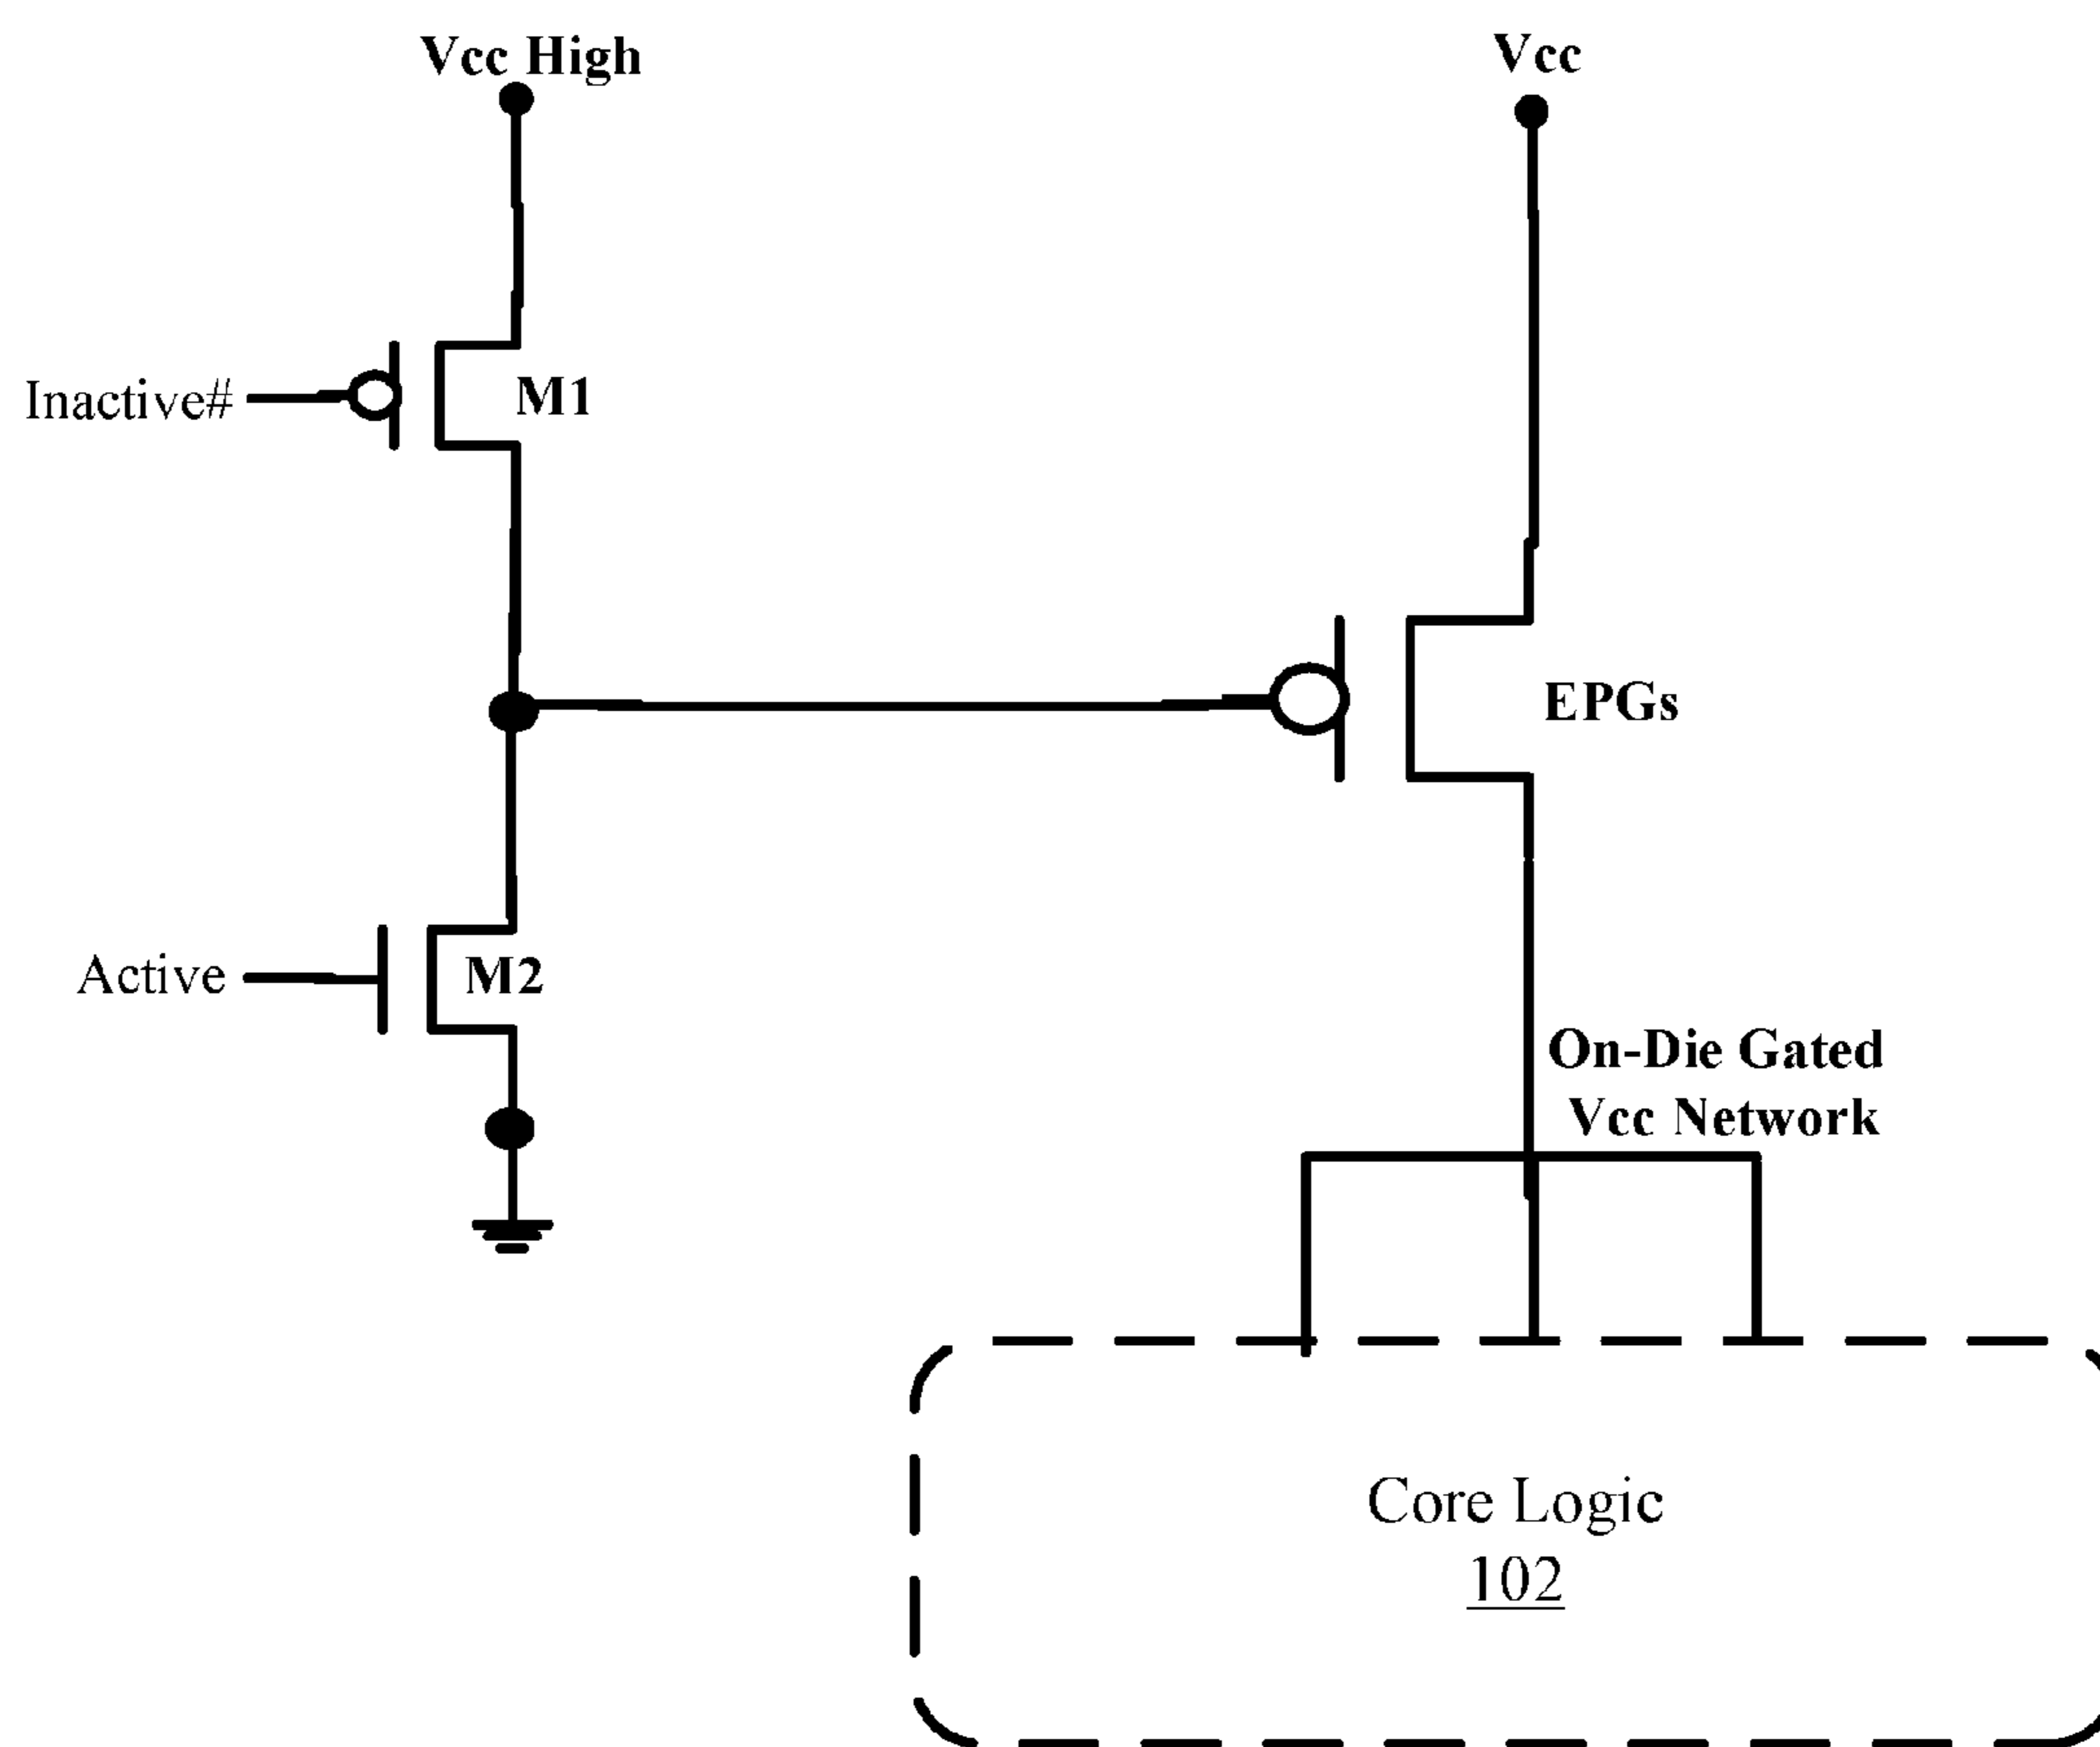 Vcc High
Vcc
Inactive#
M1
EPGs
Active
M2
On-Die Gated
Vcc Network
Core Logic
102